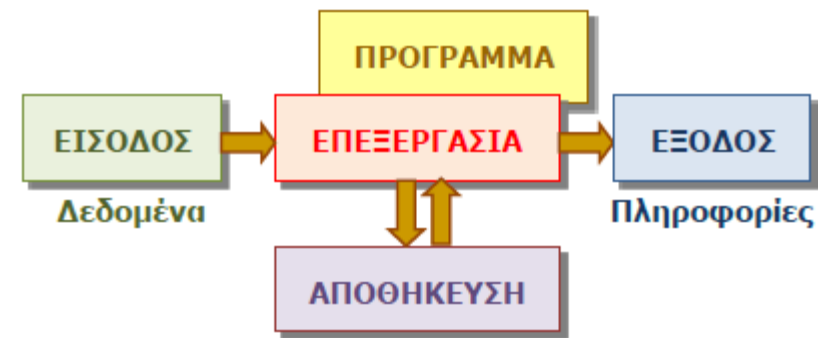 ΠΡΟΓΡΑΜΜΑ
ΕΙΣΟΔΟΣ
ΕΠΕΞΕΡΓΑΣΙΑ
ΕΞΟΔΟΣ
Δεδομένα
Πληροφορίες
ΑΠΟΘΗΚΕΥΣΗ